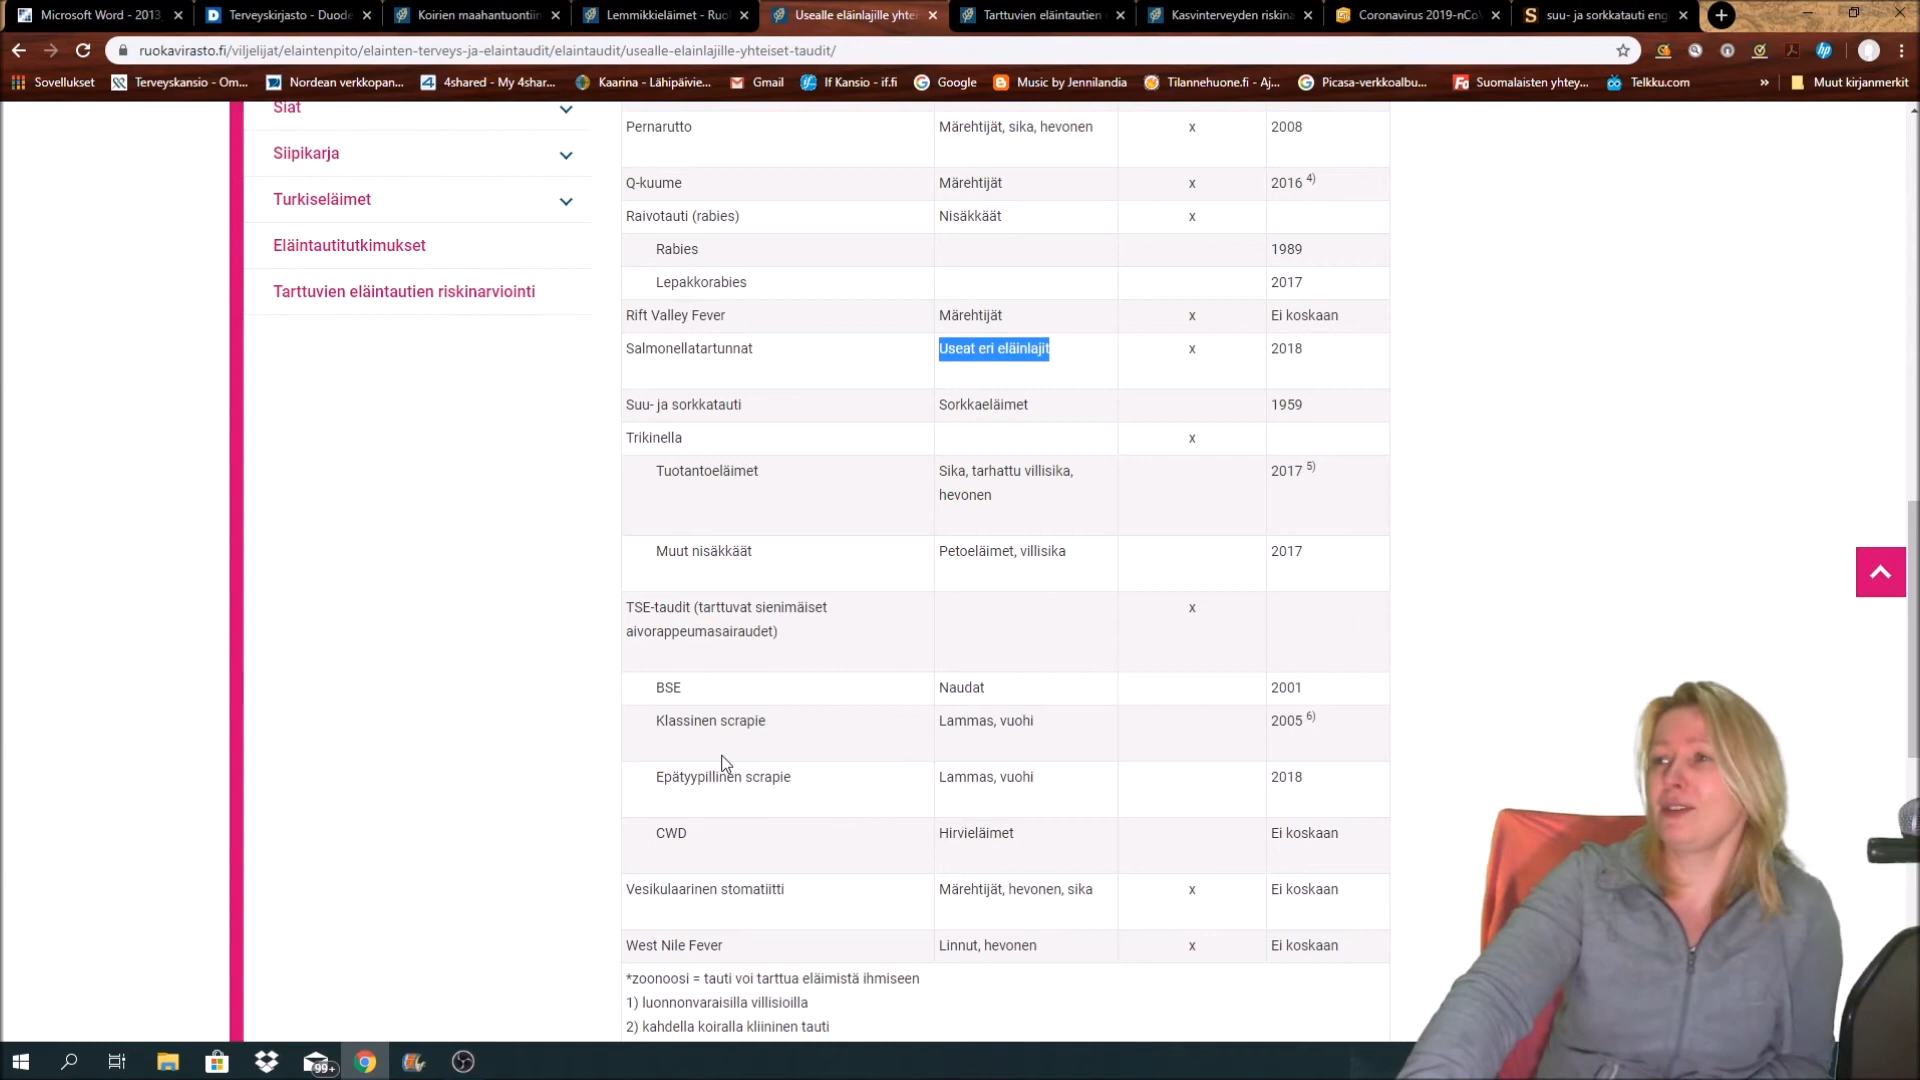 Microsoft Word - 2013
Terveyskirjasto - Duode
Koirien maahantuontiin
Lemmikkieläimet - Ruo
Usealle eläinlajille yhte
Tarttuvien eläintautien
Kasvinterveyden riskina
Coronavirus 2019-nCo
suu- ja sorkkatauti eng
ruokavirasto.fi/viljelijat/elaintenpito/elainten-terveys-ja-elaintaudit/elaintaudit/usealle-elainlajille-yhteiset-taudit/
Sovellukset
Terveyskansio - Om...
Nordean verkkopan...
4shared - My 4shar...
Kaarina - Lähipäivie...
Gmail
If Kansio - if.fi
Google
Music by Jennilandia
Tilannehuone.fi - Aj...
Picasa-verkkoalbu...
Suomalaisten yhtey...
Telkku.com
»
Muut kirjanmerkit
Siat
Siipikarja
Turkiseläimet
Eläintautitutkimukset
Tarttuvien eläintautien riskinarviointi
Pernarutto Märehtijät, sika, hevonen x 2008
Q-kuume Märehtijät x 2016 4)
Raivotauti (rabies) Nisäkkäät x
Rabies 1989
Lepakkorabies 2017
Rift Valley Fever Märehtijät x Ei koskaan
Salmonellatartunnat Useat eri eläinlajit x 2018
Suu- ja sorkkatauti Sorkkaeläimet 1959
Trikinella x
Tuotantoeläimet Sika, tarhattu villisika, 2017 5)
hevonen
Muut nisäkkäät Petoeläimet, villisika 2017
TSE-taudit (tarttuvat sienimäiset x
aivorappeumasairaudet)
BSE Naudat 2001
Klassinen scrapie Lammas, vuohi 2005 6)
Epätyypillinen scrapie Lammas, vuohi 2018
CWD Hirvieläimet Ei koskaan
Vesikulaarinen stomatiitti Märehtijät, hevonen, sika x Ei koskaan
West Nile Fever Linnut, hevonen x Ei koskaan
*zoonoosi = tauti voi tarttua eläimistä ihmiseen
1) luonnonvaraisilla villisioilla
2) kahdella koiralla kliininen tauti
99+